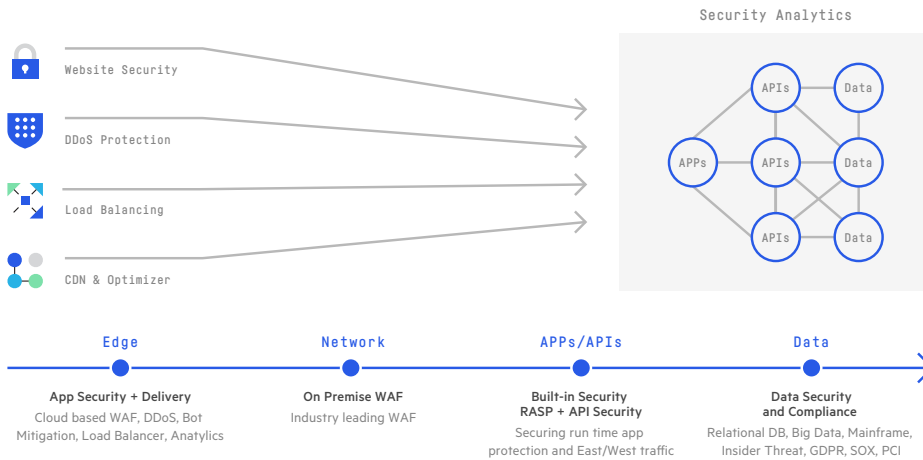 Security Analytics
Website Security
DDoS Protection
Load Balancing
CDN & Optimizer
APIs
Data
APPs
APIs
Data
APIs
Data
Edge
Network
APPs/APIs
Data
App Security + Delivery
Cloud based WAF, DDoS, Bot
Mitigation, Load Balancer, Anatylics
On Premise WAF
Industry leading WAF
Built-in Security
RASP + API Security
Securing run time app
protection and East/West traffic
Data Security
and Compliance
Relational DB, Big Data, Mainframe,
Insider Threat, GDPR, SOX, PCI